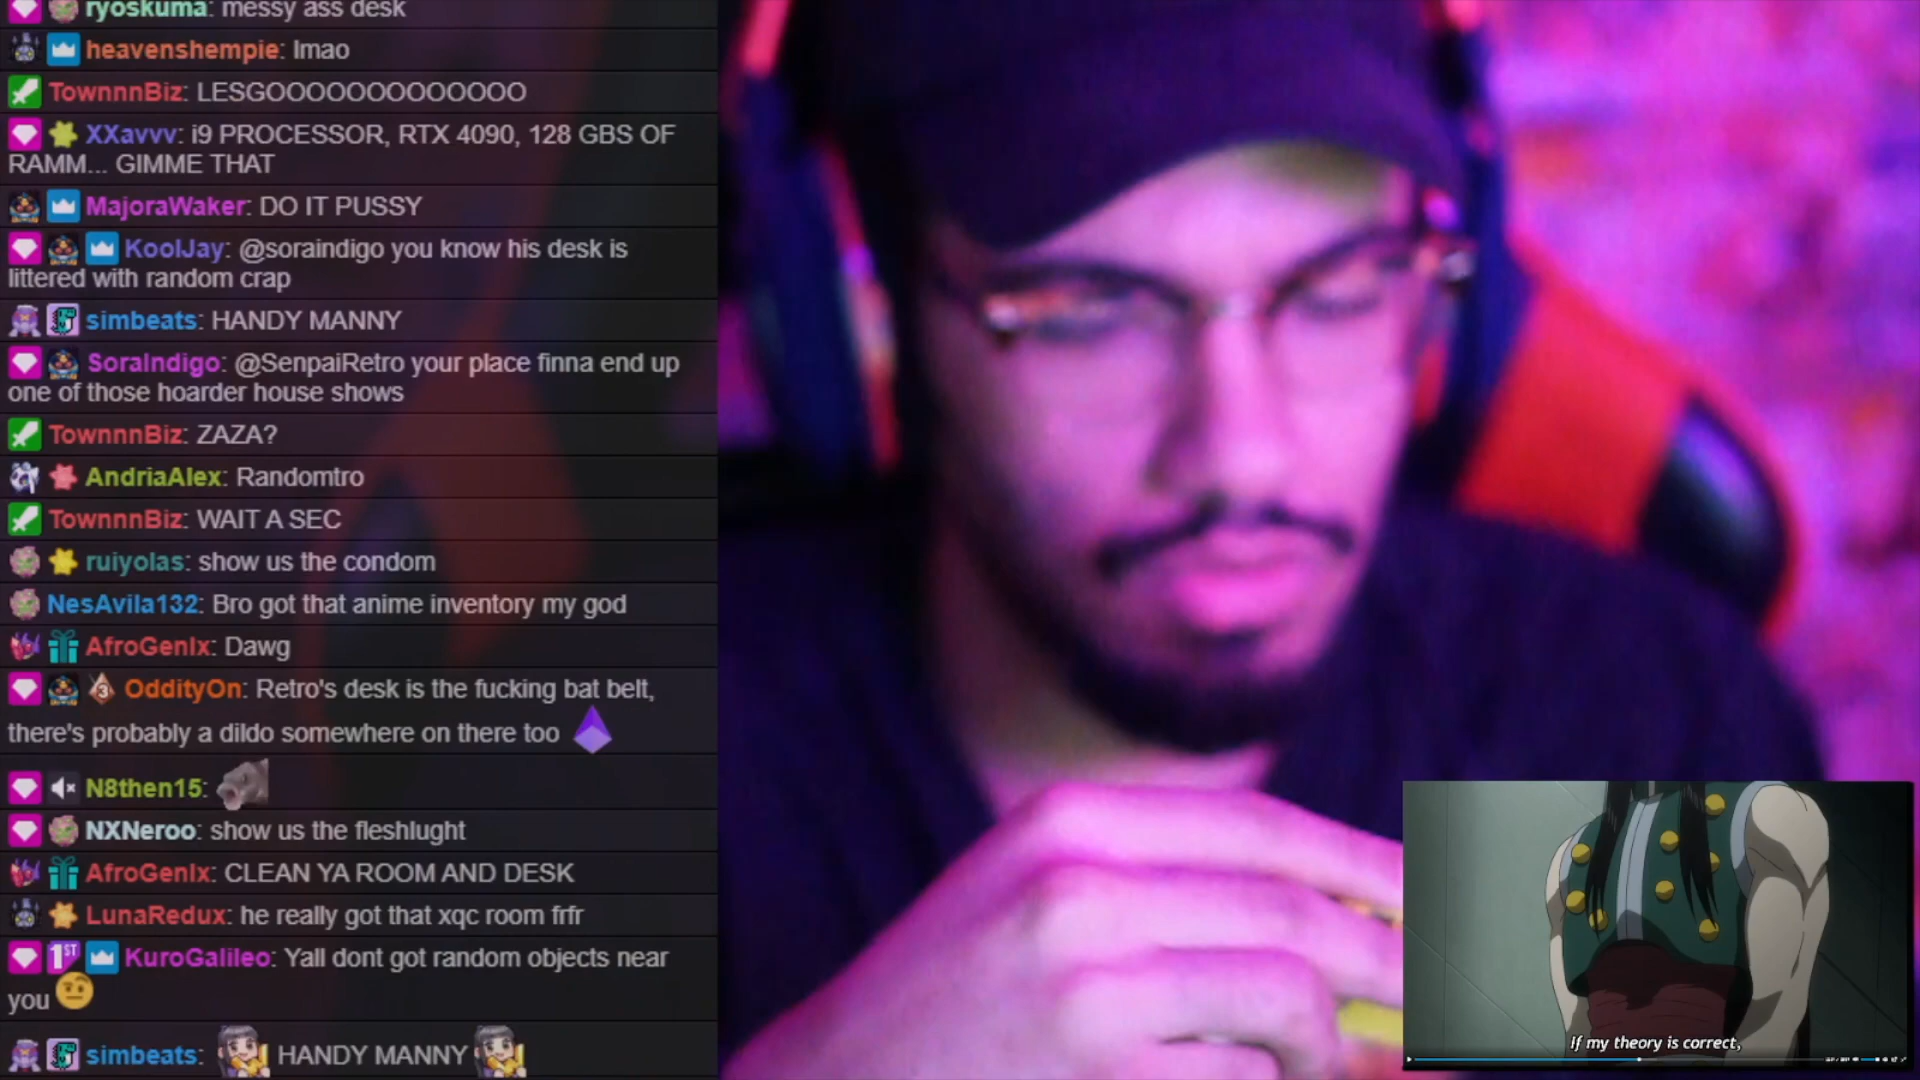 ryoskuma: messy ass desk
heavenshempie: lmao
TownnnBiz: LESGOOOOOOOOOOOOO
XXavvv: i9 PROCESSOR, RTX 4090, 128 GBS OF
RAMM... GIMME THAT
MajoraWaker: DO IT PUSSY
KoolJay: @soraindigo you know his desk is
littered with random crap
simbeats: HANDY MANNY
SoraIndigo: @SenpaiRetro your place finna end up
one of those hoarder house shows
TownnnBiz: ZAZA?
AndriaAlex: Randomtro
TownnnBiz: WAIT A SEC
ruiyolas: show us the condom
NesAvila132: Bro got that anime inventory my god
AfroGenIx: Dawg
3 OddityOn: Retro's desk is the fucking bat belt,
there's probably a dildo somewhere on there too
N8then15:
NXNeroo: show us the fleshlught
AfroGenIx: CLEAN YA ROOM AND DESK
LunaRedux: he really got that xqc room frfr
1ST KuroGalileo: Yall dont got random objects near
you
simbeats: HANDY MANNY
If my theory is correct,